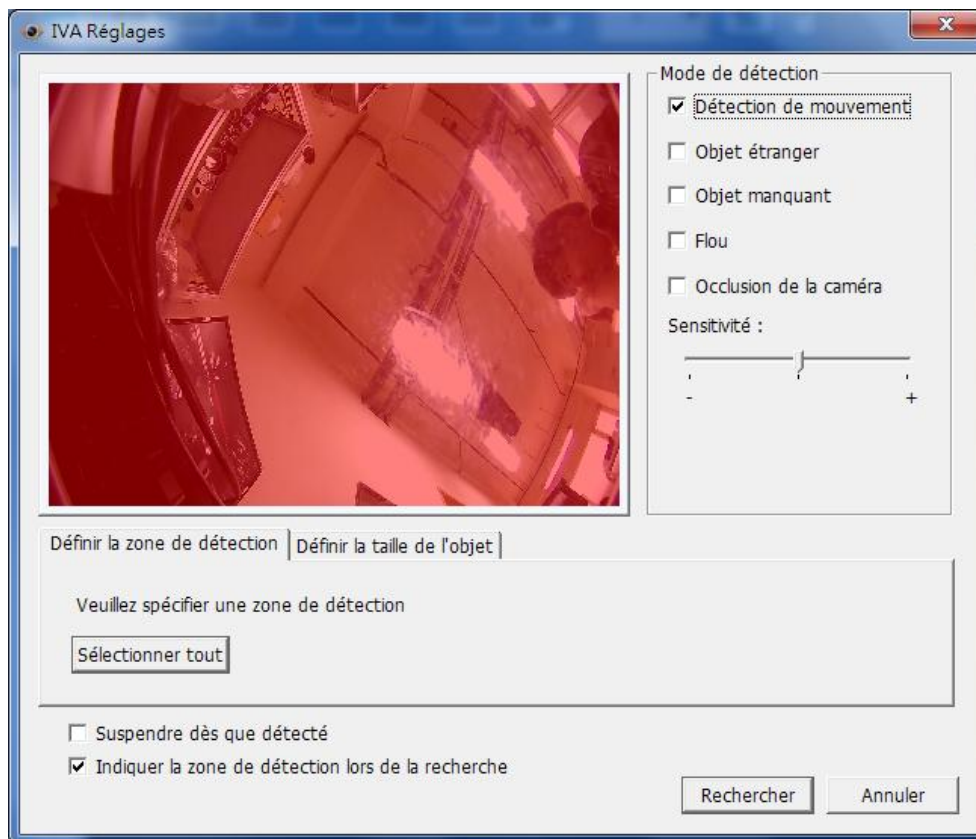 IVA Réglages
Mode de détection
Détection de mouvement
Objet étranger
Objet manquant
Flou
Occlusion de la caméra
Sensitivité :
- +
Définir la zone de détection
Définir la taille de l'objet
Veuillez spécifier une zone de détection
Sélectionner tout
Suspendre dès que détecté
Indiquer la zone de détection lors de la recherche
Rechercher
Annuler